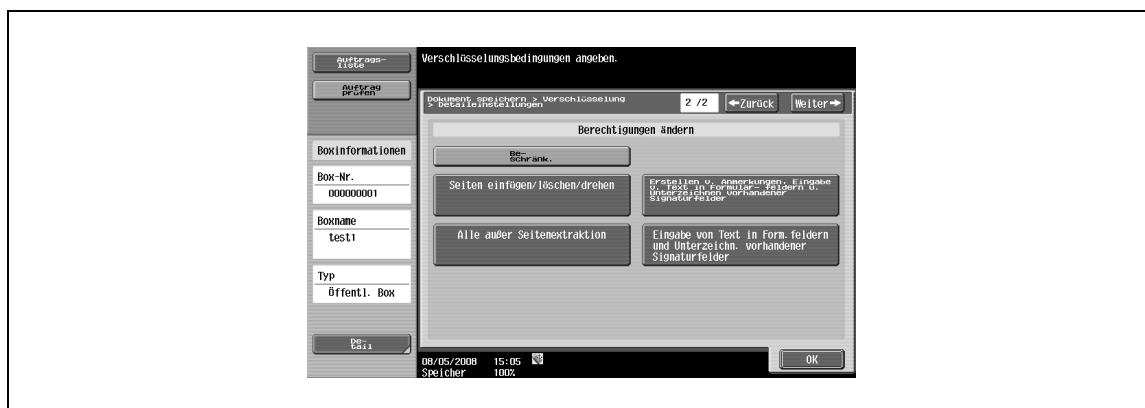 Auftrags-
liste
Auftrag
prüfen
Verschlüsselungsbedingungen angeben.
Dokument speichern > Verschlüsselung
> Detaileinstellungen
2 /2
←Zurück
Weiter→
Berechtigungen ändern
Be-
schränk.
Seiten einfügen/löschen/drehen
Erstellen v. Anmerkungen, Eingabe
v. Text in Formular- feldern u.
Unterzeichnen vorhandener
Signaturfelder
Alle außer Seitenextraktion
Eingabe von Text in Form.feldern
und Unterzeichn. vorhandener
Signaturfelder
Boxinformationen
Box-Nr.
000000001
Boxname
test1
Typ
Öffentl. Box
De-
tail
08/05/2008 15:05
Speicher 100%
OK